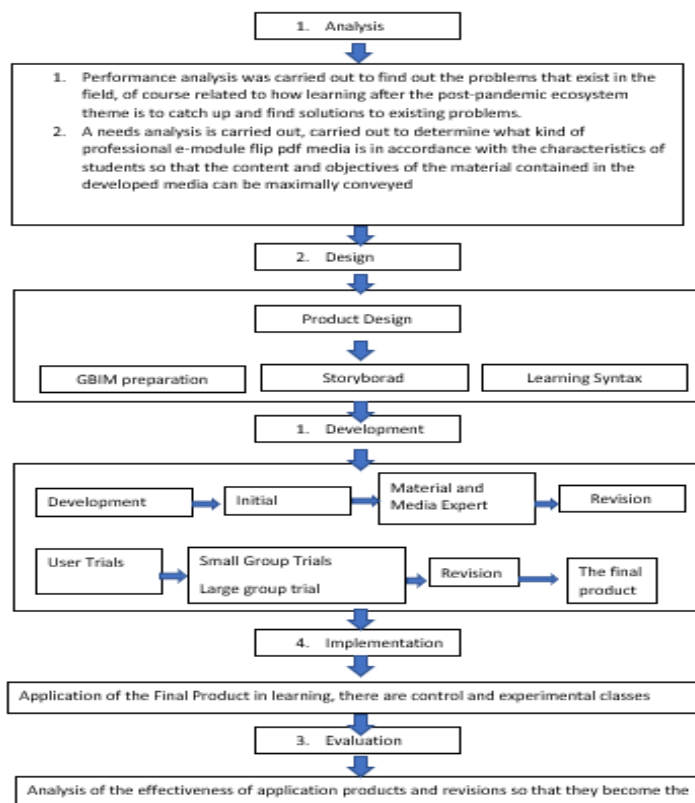 1. Analysis
1. Performance analysis was carried out to find out the problems that exist in the
field, of course related to how learning after the post-pandemic ecosystem
theme is to catch up and find solutions to existing problems.
2. A needs analysis is carried out, carried out to determine what kind of
professional e-module flip pdf media is in accordance with the characteristics of
students so that the content and objectives of the material contained in the
developed media can be maximally conveyed
2. Design
Product Design
GBIM preparation
Storyborad
Learning Syntax
1. Development
Development
Initial
Material and
Media Expert
Revision
User Trials
Small Group Trials
Large group trial
Revision
The final
product
4. Implementation
Application of the Final Product in learning, there are control and experimental classes
3. Evaluation
Analysis of the effectiveness of application products and revisions so that they become the